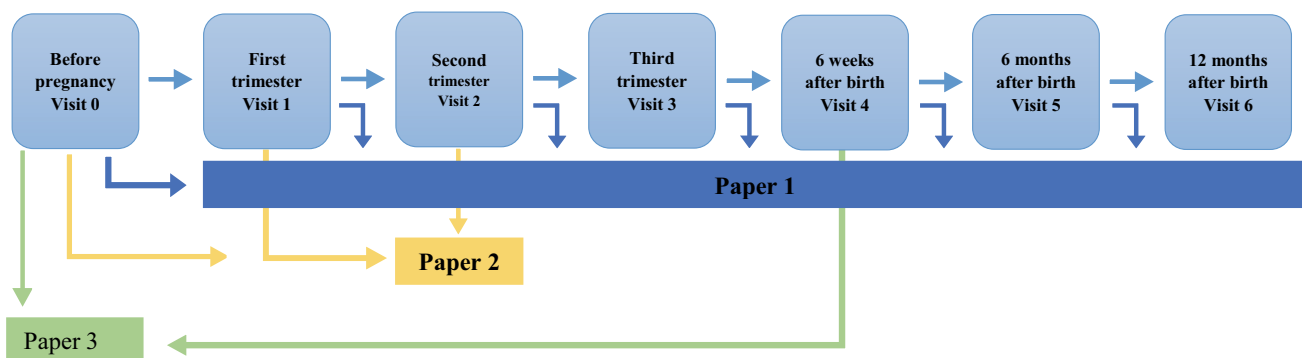 Before
pregnancy
Visit 0
First
trimester
Visit 1
Second
trimester
Visit 2
Third
trimester
Visit 3
6 weeks
after birth
Visit 4
6 months
after birth
Visit 5
12 months
after birth
Visit 6
Paper 1
Paper 2
Paper 3